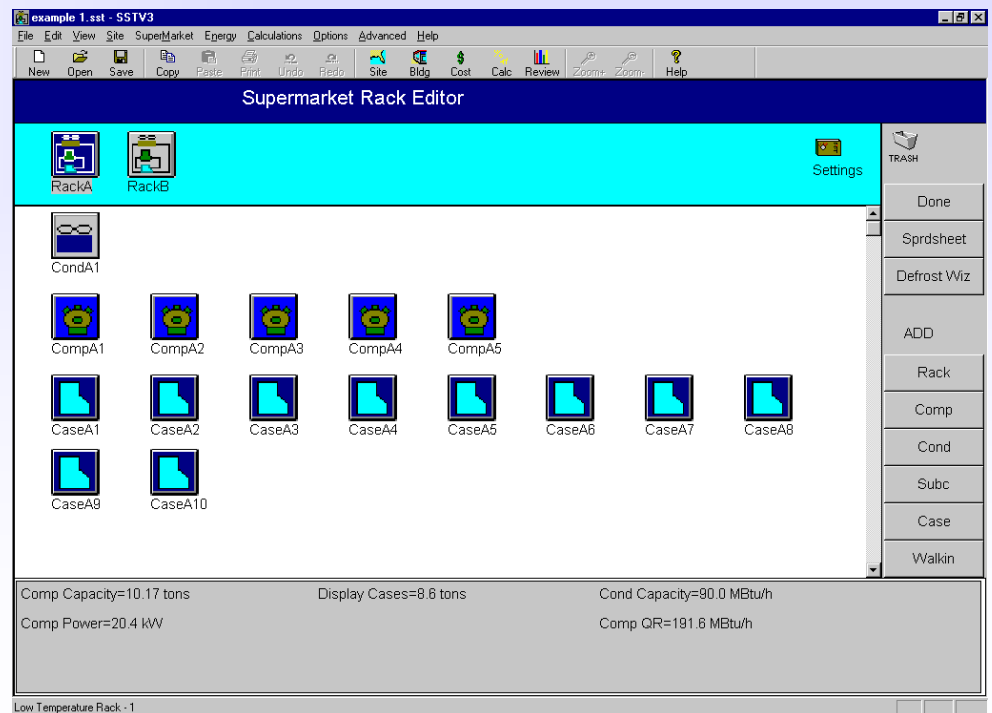 example 1.sst - SSTV3
File Edit View Site SuperMarket Energy Calculations Options Advanced Help
New Open Save Copy Paste Print Undo Redo Site Bldg Cost Calc Review Zoom+ Zoom- Help
Supermarket Rack Editor
RackA RackB Settings
TRASH
Done
Sprdsheet
Defrost Wiz
ADD
Rack
Comp
Cond
Subc
Case
Walkin
CondA1
CompA1 CompA2 CompA3 CompA4 CompA5
CaseA1 CaseA2 CaseA3 CaseA4 CaseA5 CaseA6 CaseA7 CaseA8
CaseA9 CaseA10
Comp Capacity=10.17 tons Display Cases=8.6 tons Cond Capacity=90.0 MBtu/h
Comp Power=20.4 kW Comp QR=191.6 MBtu/h
Low Temperature Rack - 1